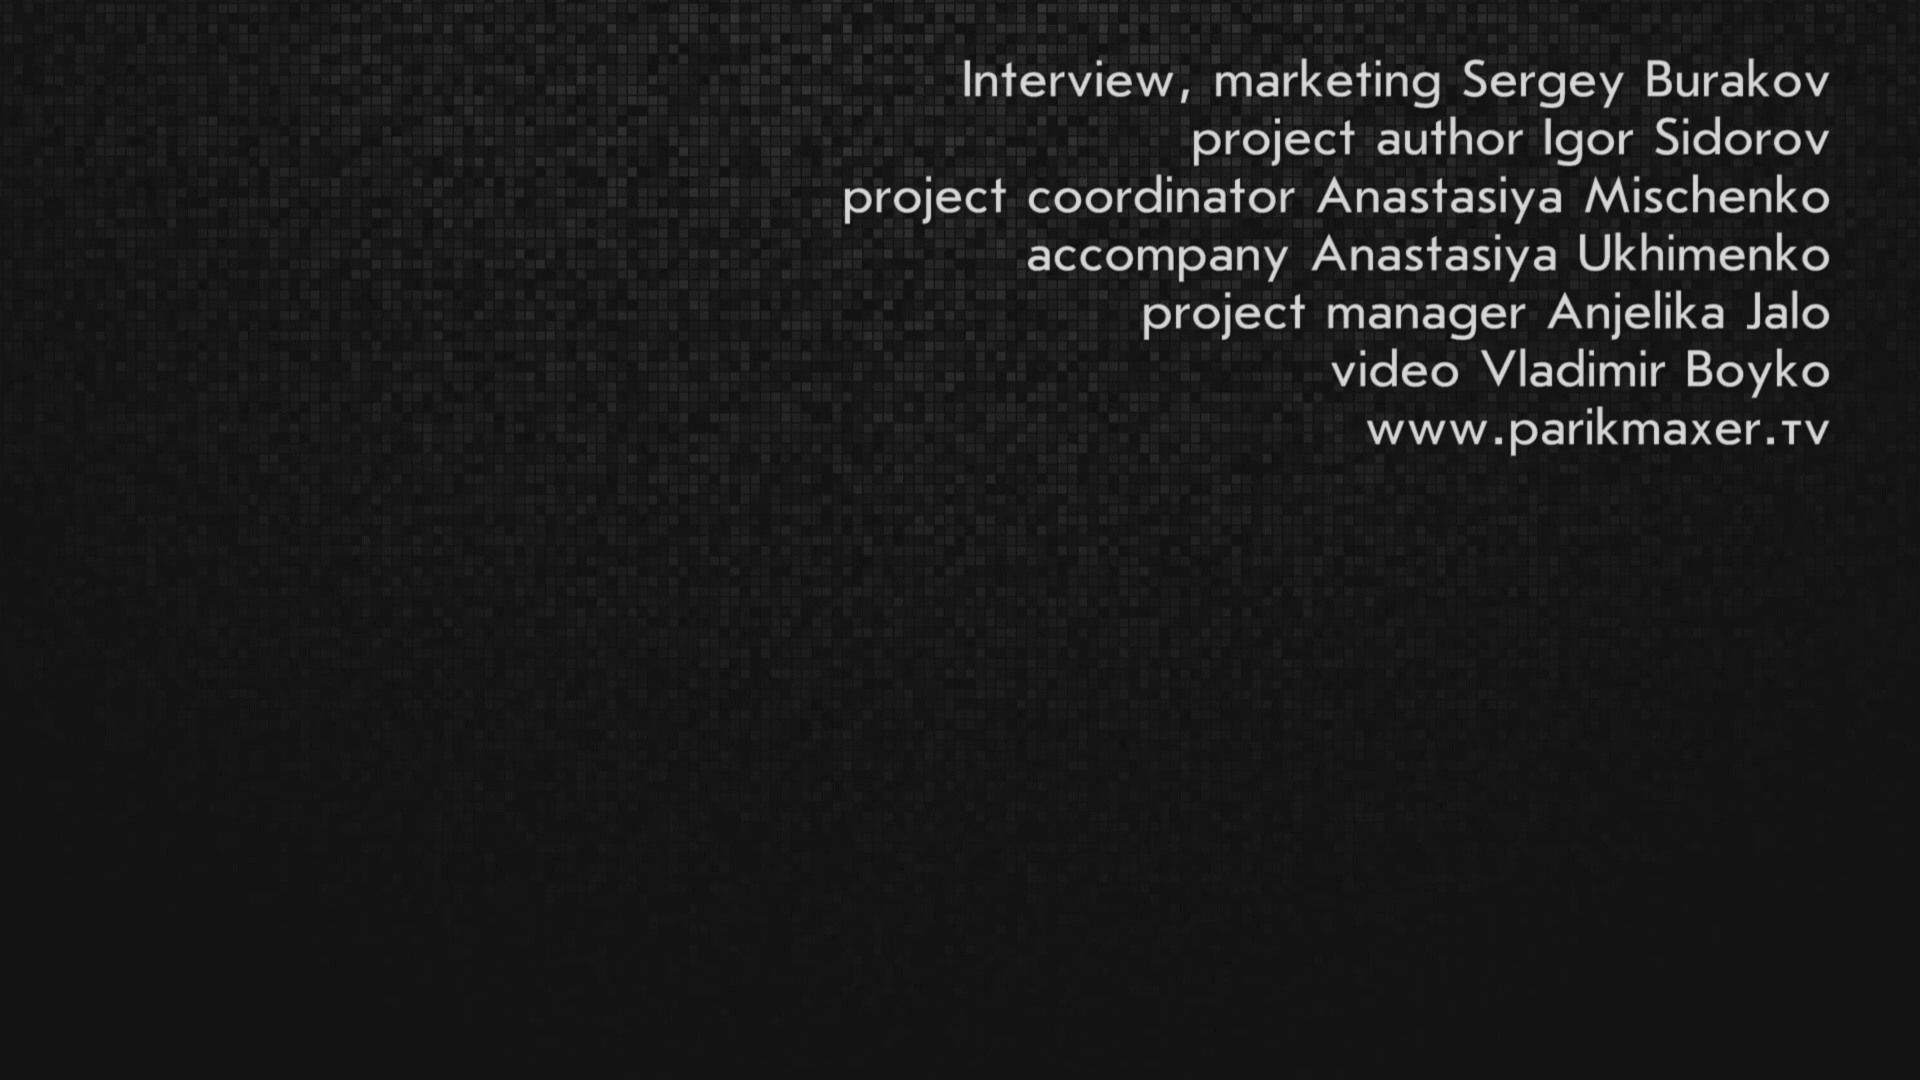 Interview, marketing Sergey Burakov
project author Igor Sidorov
project coordinator Anastasiya Mischenko
accompany Anastasiya Ukhimenko
project manager Anjelika Jalo
video Vladimir Boyko
www.parikmaxer.тv